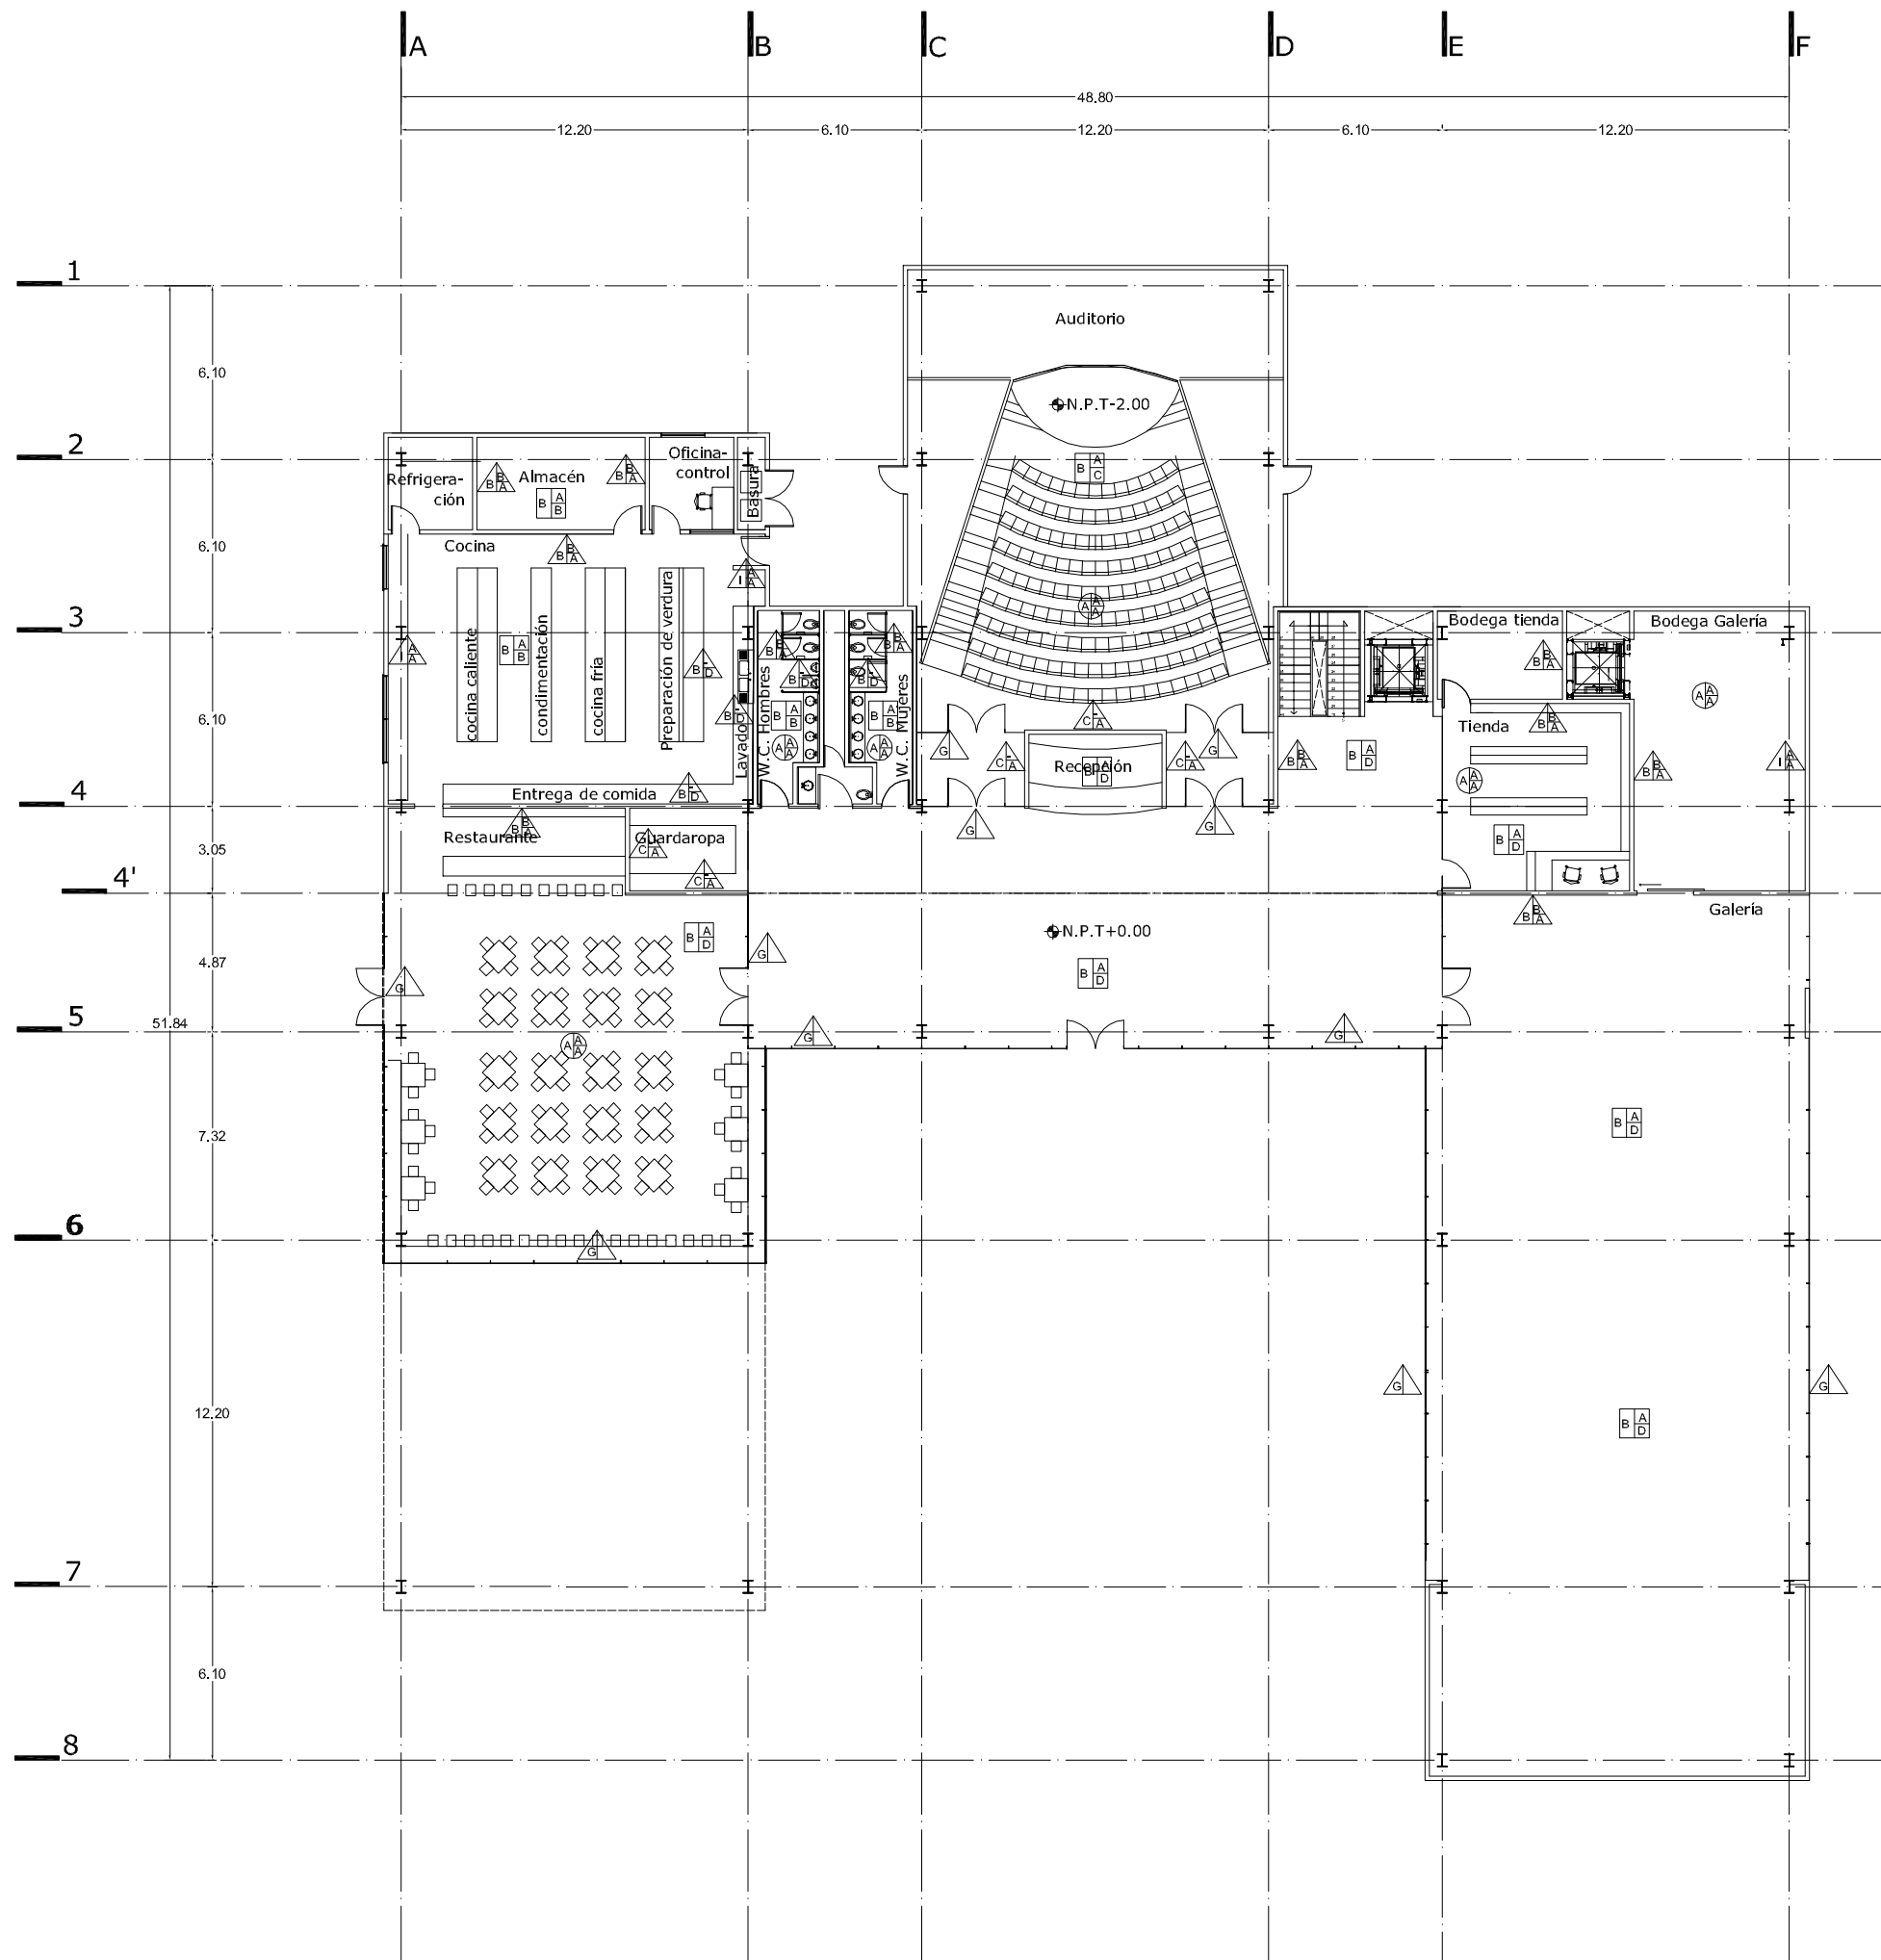 A B C D E F
48.80
12.20 6.10 12.20 6.10 12.20
1
Auditorio
6.10
N.P.T-2.00
2
Refrigera-
ción
Almacén
Oficina-
control
Basura
B A C
B B A
B B A
B A B
6.10
Cocina
B B A
I A A
cocina caliente
condimentación
cocina fria
Preparación de verdura
Lavado
W.C. Hombres
W.C. Mujeres
A A A
3
Bodega tienda
Bodega Galería
I A A
B A B
B - D
B B A
B - D
B - D
B B A
B B A
A A A
6.10
B - D
B A B
B A B
A A A
A A A
C - A
G
G
C - A
C - A
Recepción
B A D
B B A
B A D
Tienda
B B A
B B A
I A A
A A A
4
Entrega de comida
B - D
B B A
G
G
B A D
3.05
Restaurante
Guardaropa
C - A
C - A
4'
B B A
Galería
N.P.T+0.00
B A D
B A D
G
G
4.87
5
51.84
A A A
G
G
7.32
B A D
6
G
12.20
G
G
B A D
7
6.10
8